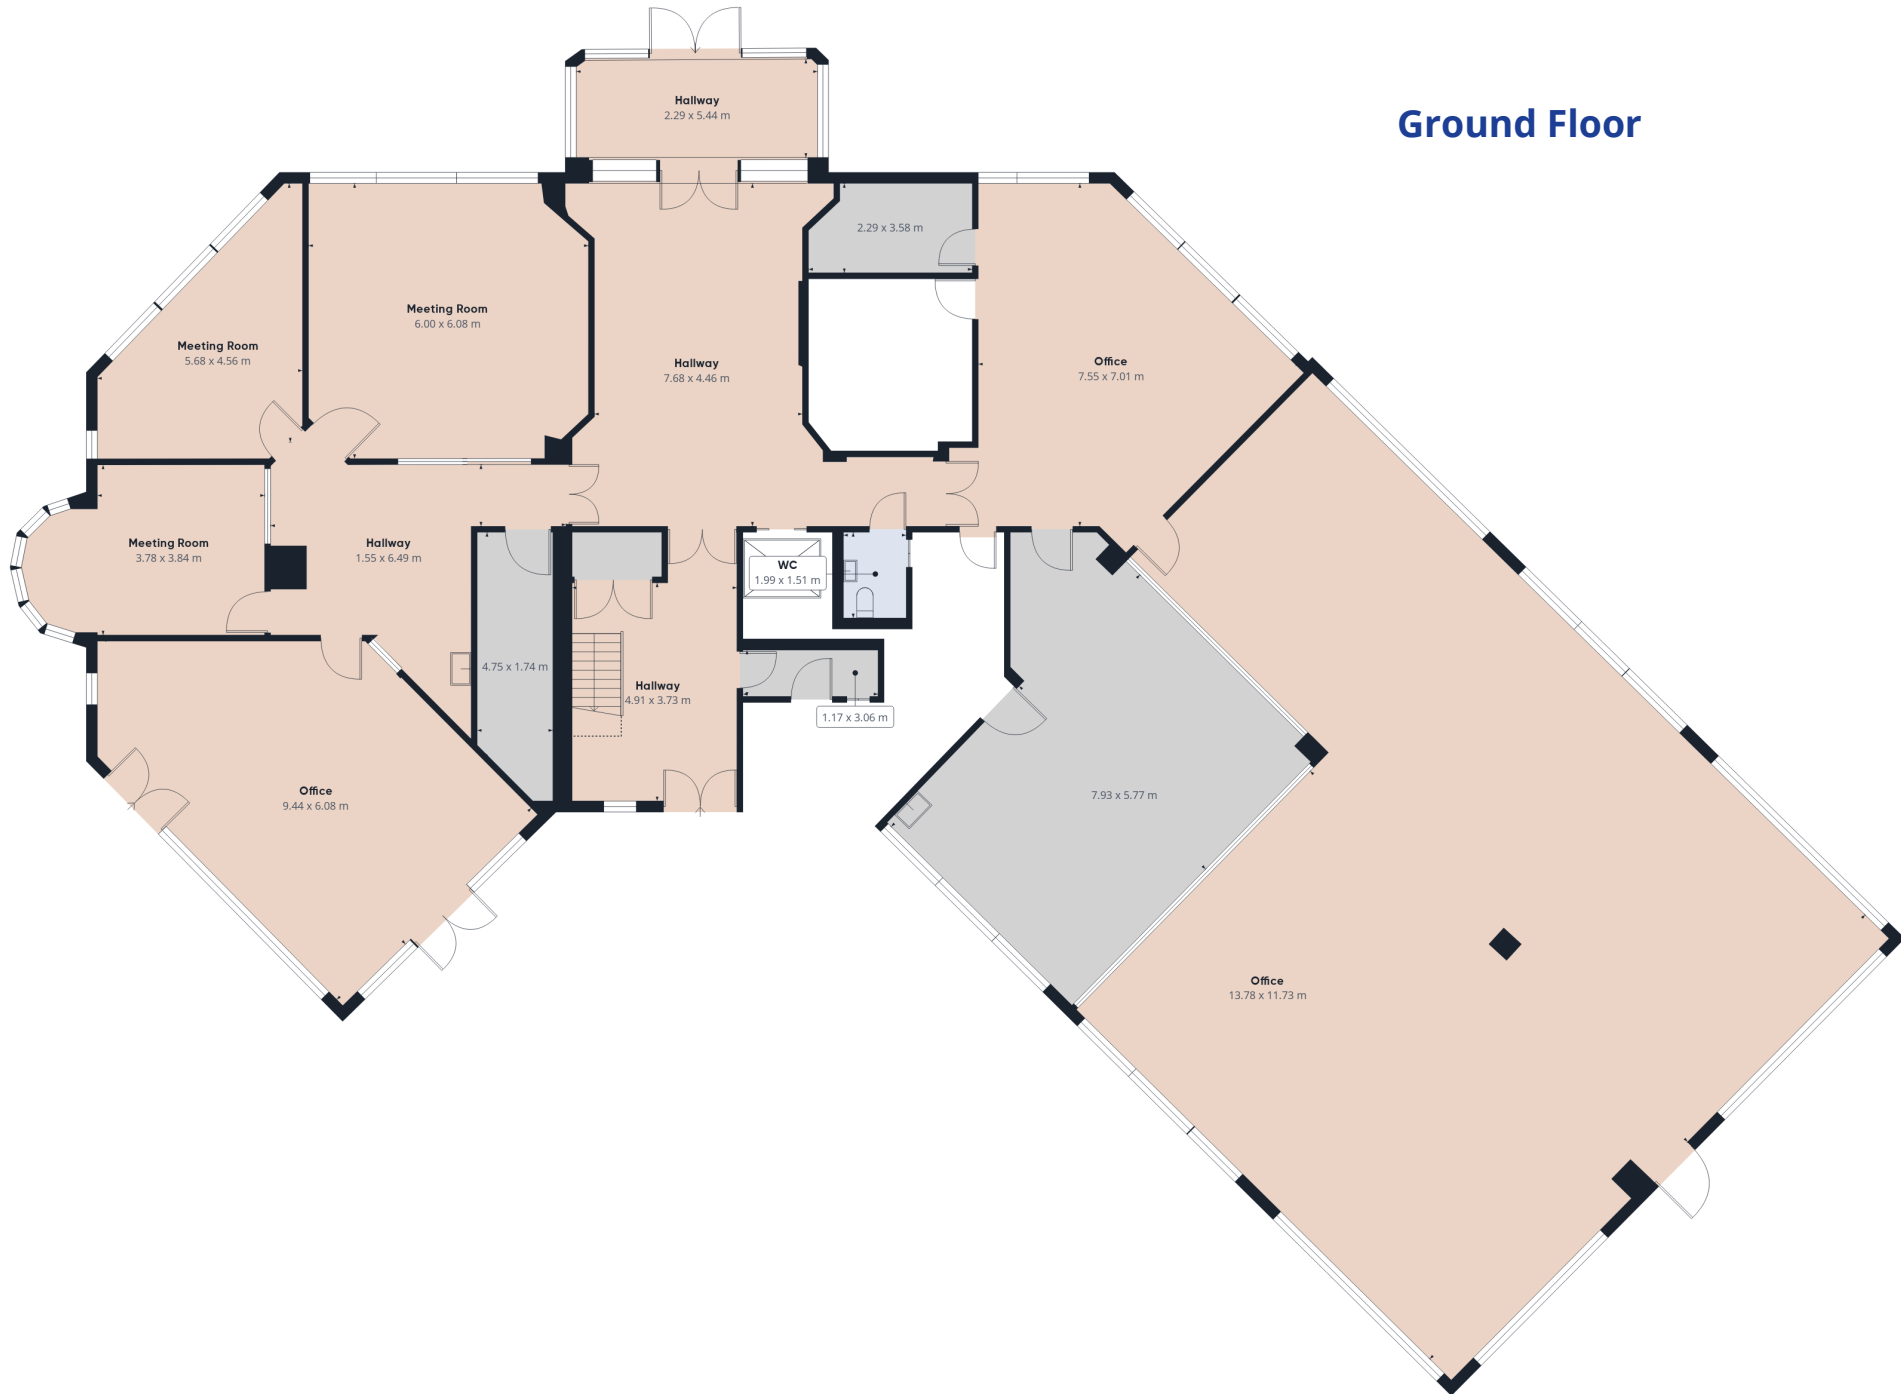 Ground Floor
Hallway
2.29 x 5.44 m
2.29 x 3.58 m
Meeting Room
6.00 x 6.08 m
Meeting Room
5.68 x 4.56 m
Hallway
7.68 x 4.46 m
Office
7.55 x 7.01 m
Meeting Room
3.78 x 3.84 m
Hallway
1.55 x 6.49 m
WC
1.99 x 1.51 m
4.75 x 1.74 m
Hallway
4.91 x 3.73 m
1.17 x 3.06 m
Office
9.44 x 6.08 m
7.93 x 5.77 m
Office
13.78 x 11.73 m